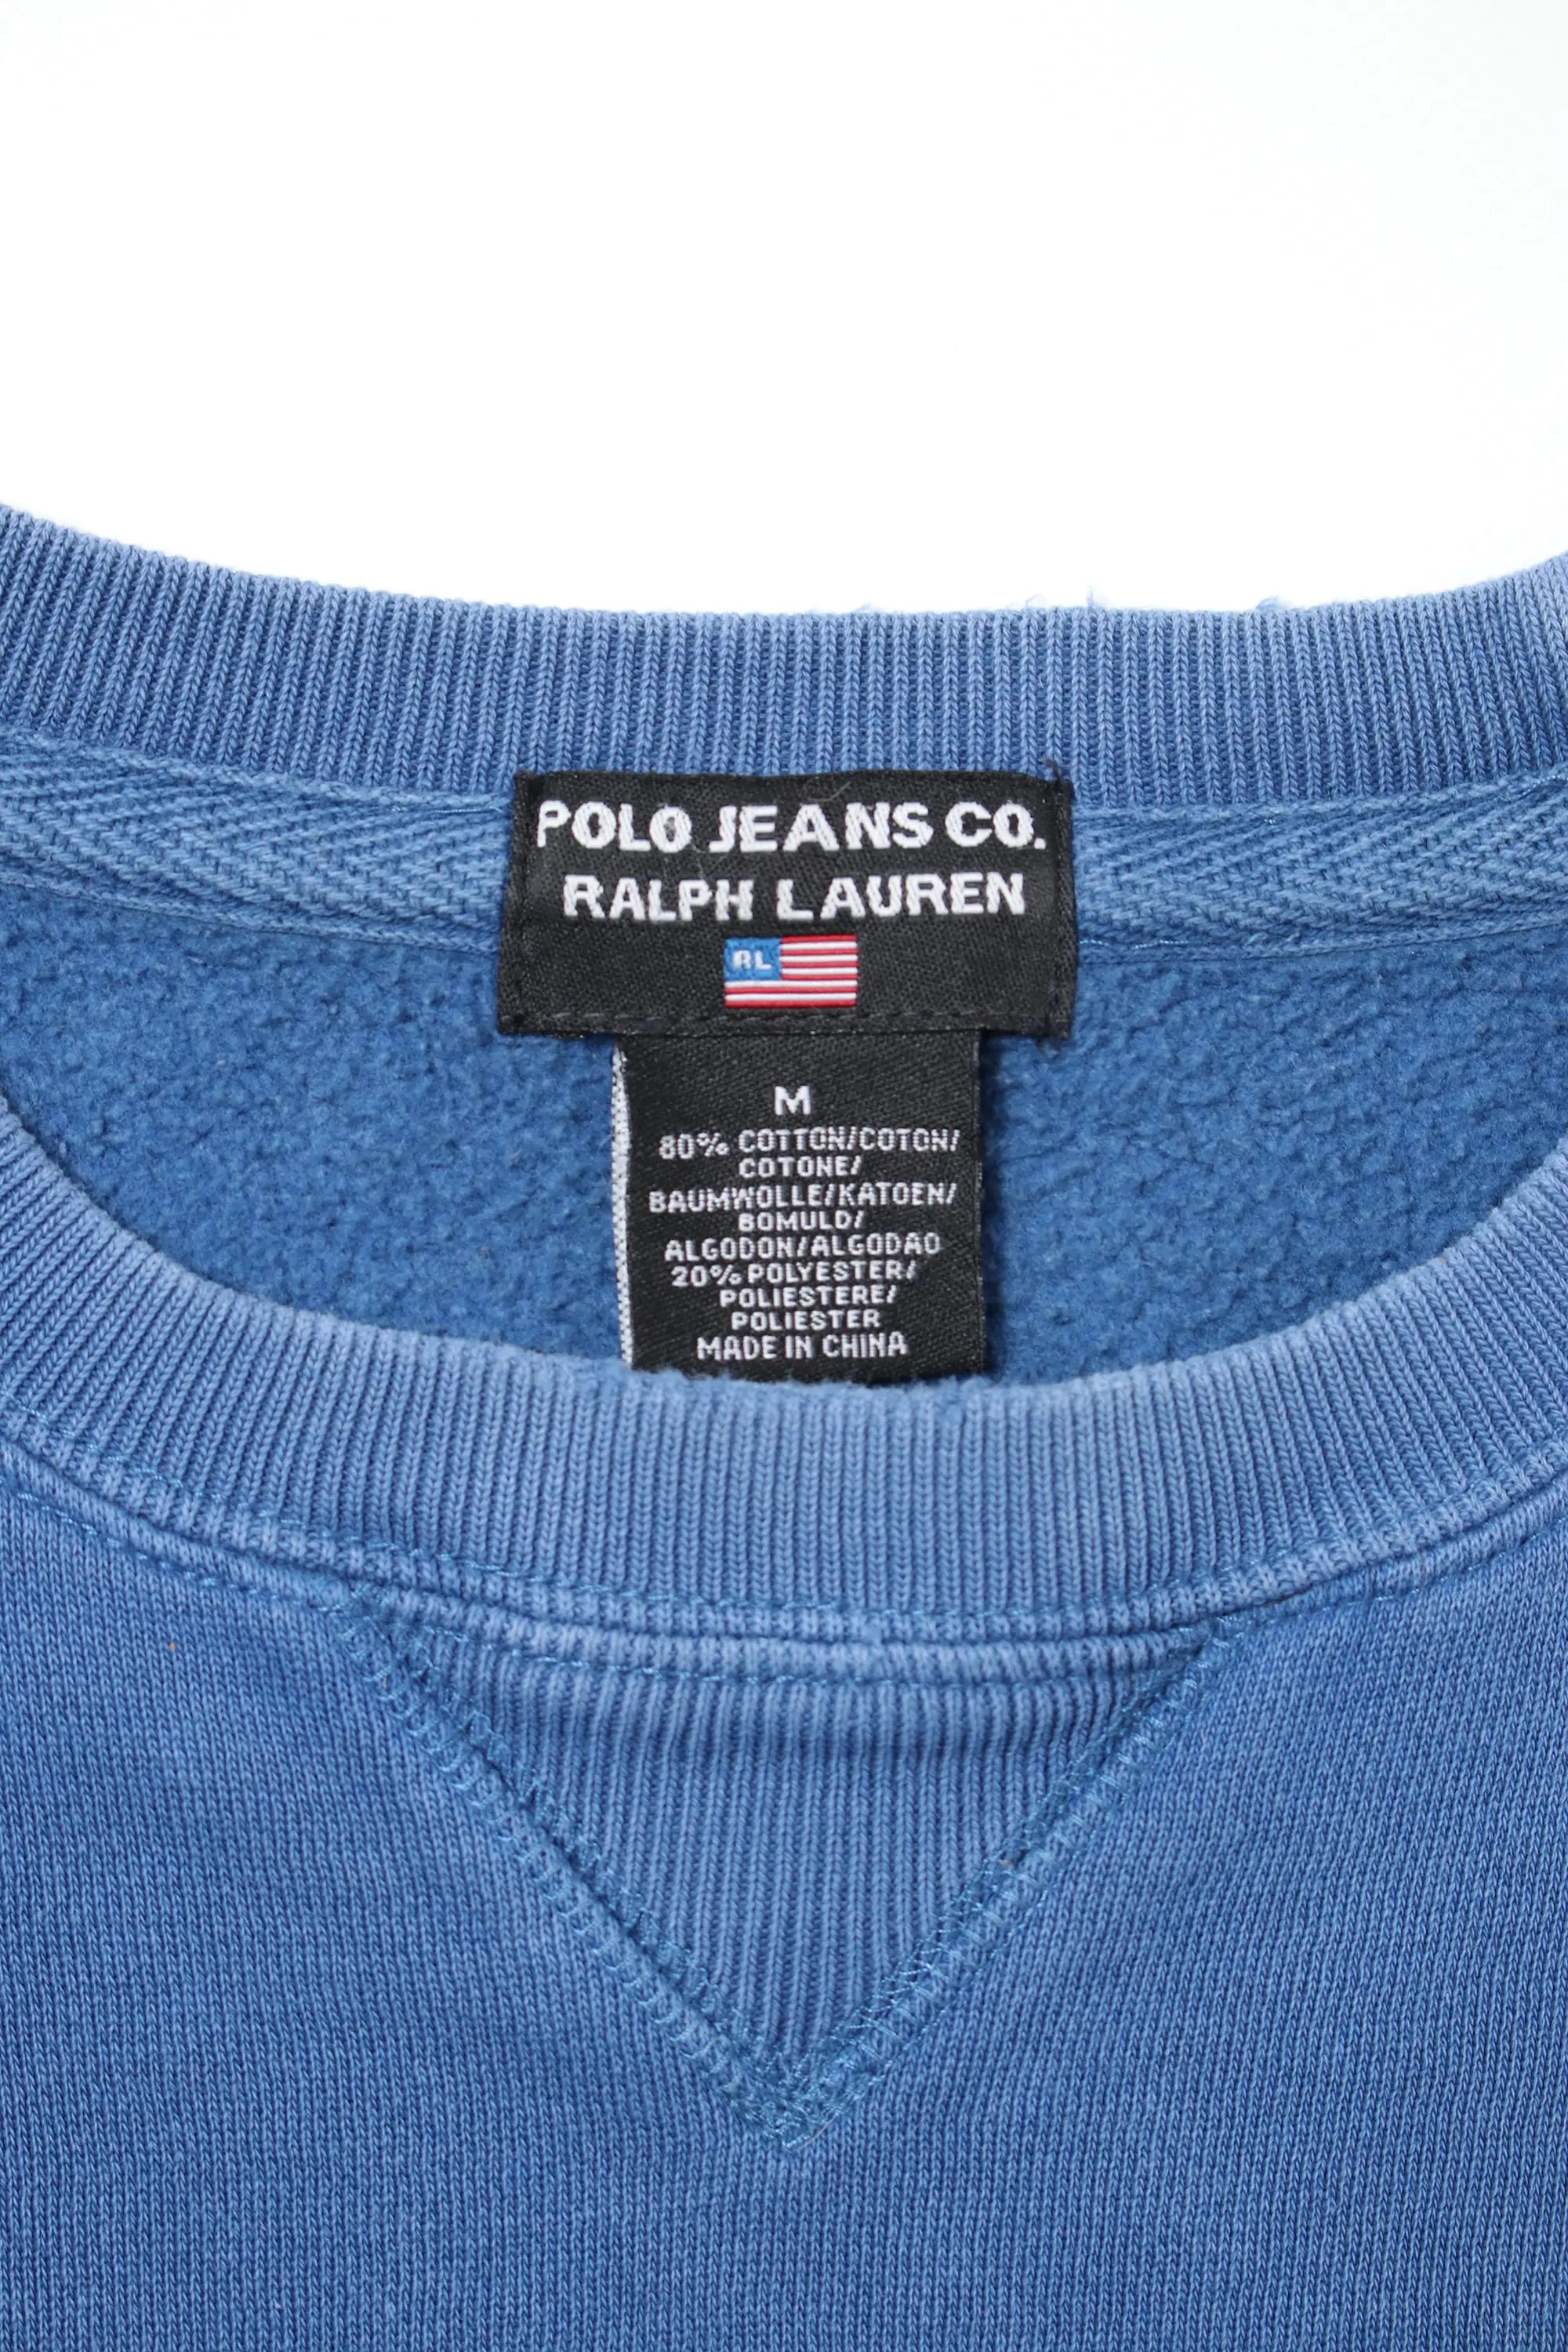 POLO JEANS CO.
RALPH LAUREN
RL
M
80% COTTON/COTON/
COTONE/
BAUMWOLLE/KATOEN/
BOMULD/
ALGODON/ALGODAO
20% POLYESTER/
POLIESTERE/
POLIESTER
MADE IN CHINA